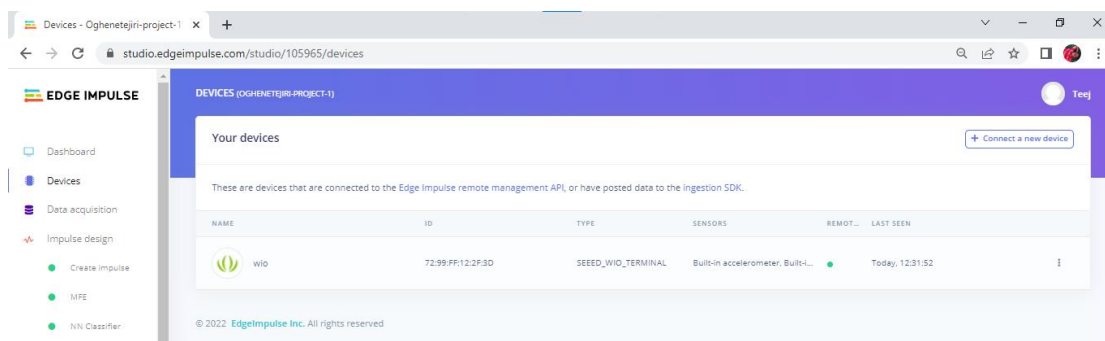 Devices - Oghenetejiri-project-1
studio.edgeimpulse.com/studio/105965/devices
EDGE IMPULSE
DEVICES (OGHENETEJIRI-PROJECT-1)
Teej
Your devices
+ Connect a new device
Dashboard
Devices
These are devices that are connected to the Edge Impulse remote management API, or have posted data to the ingestion SDK.
Data acquisition
NAME ID TYPE SENSORS REMOT... LAST SEEN
Impulse design
wio 72:99:FF:12:2F:3D SEEED_WIO_TERMINAL Built-in accelerometer, Built-i... Today, 12:31:52
Create impulse
MFE
NN Classifier
© 2022 EdgeImpulse Inc. All rights reserved